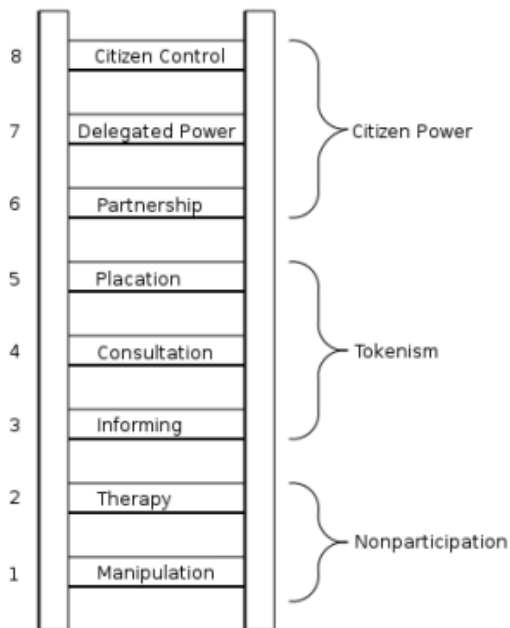 8 Citizen Control
7 Delegated Power
Citizen Power
6 Partnership
5 Placation
4 Consultation
Tokenism
3 Informing
2 Therapy
Nonparticipation
1 Manipulation